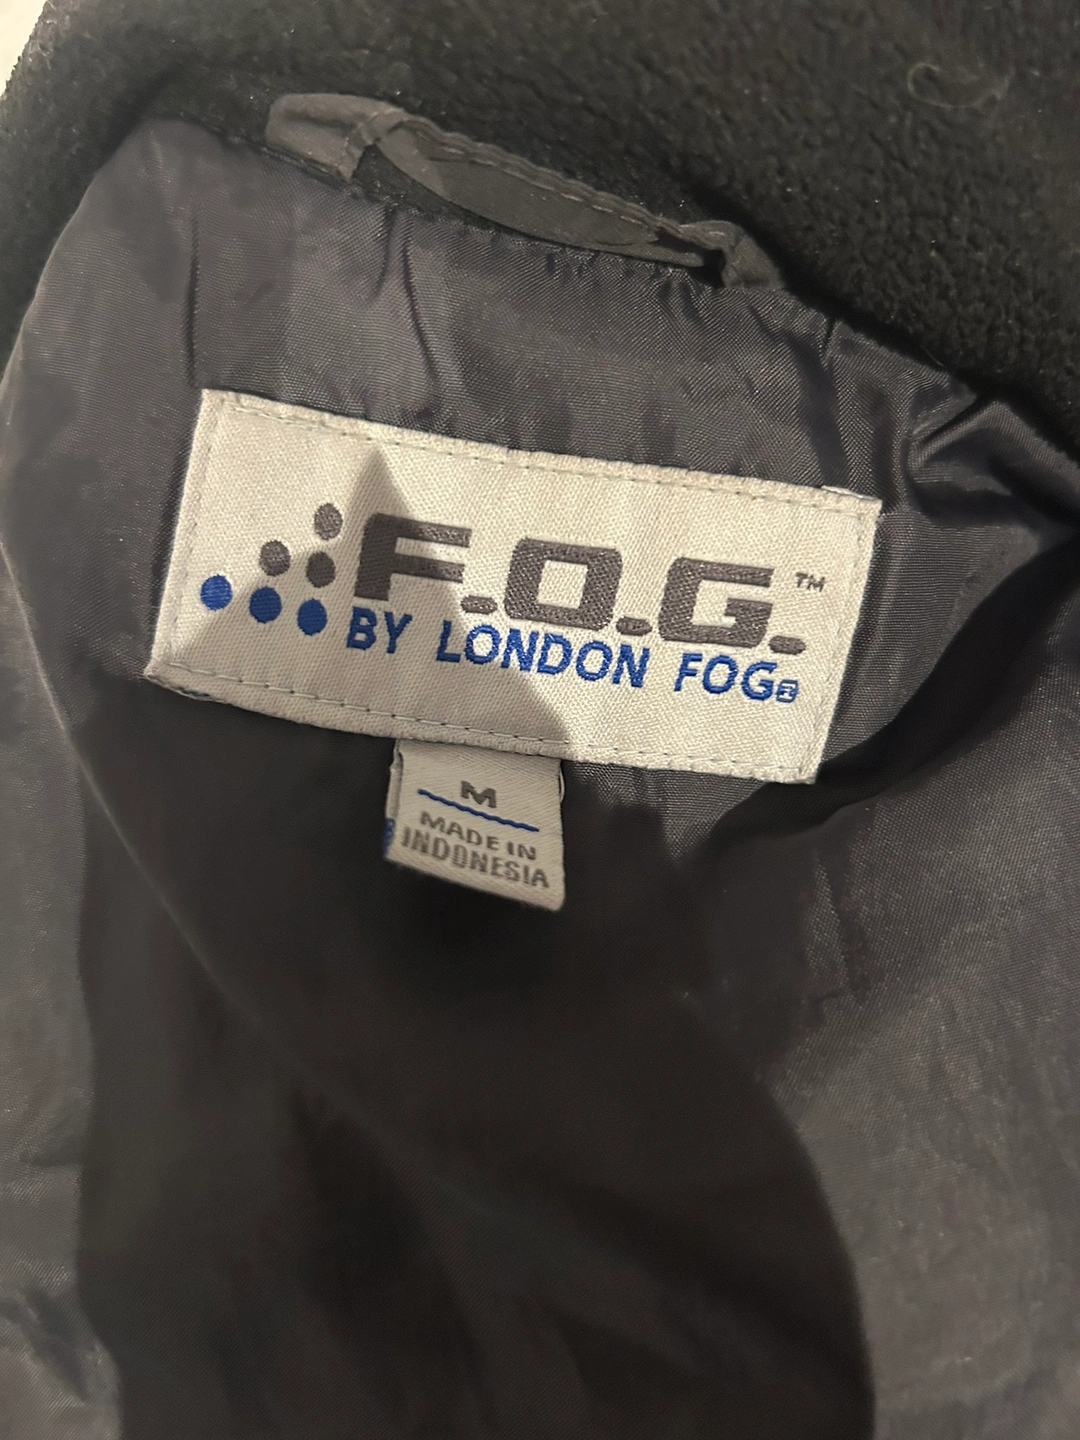 F.O.G.™
BY LONDON FOG®
M
MADE IN
INDONESIA